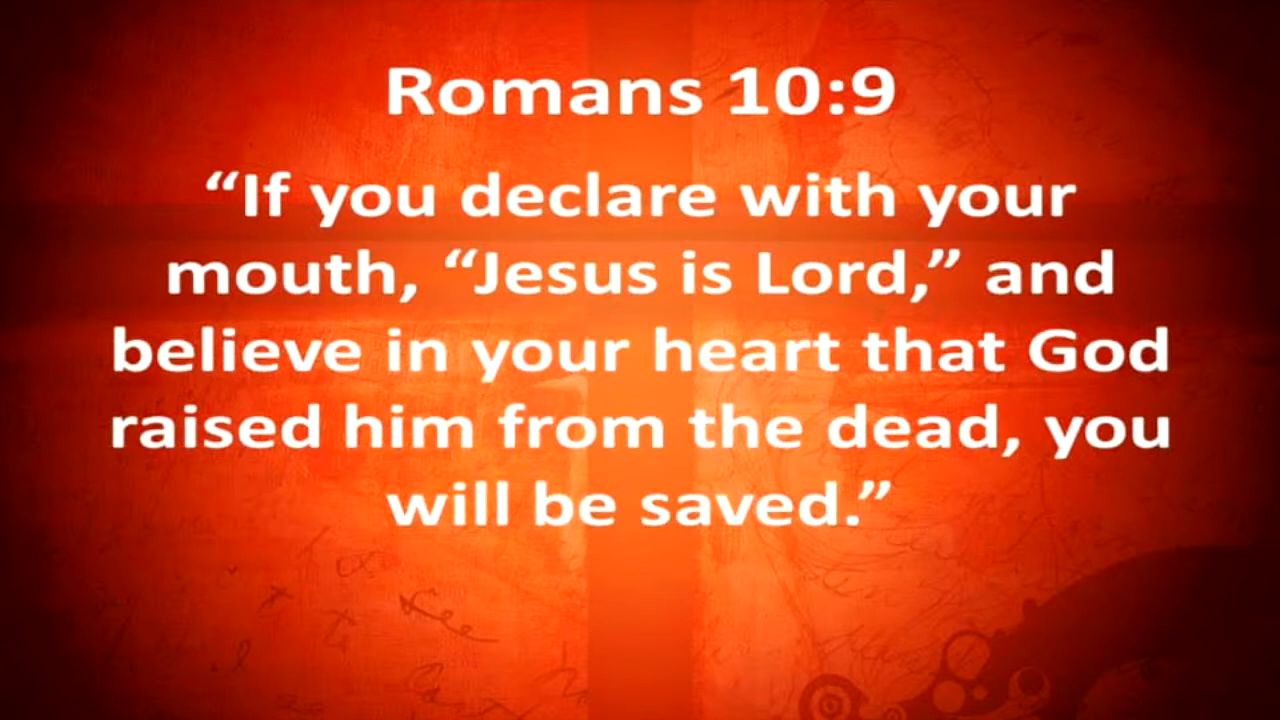 Romans 10:9
“If you declare with your
mouth, “Jesus is Lord,” and
believe in your heart that God
raised him from the dead, you
will be saved.”